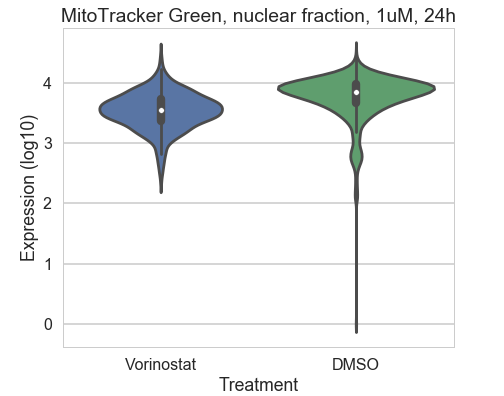 MitoTracker Green, nuclear fraction, 1uM, 24h
Expression (log10)
4
3
2
1
0
Vorinostat DMSO
Treatment